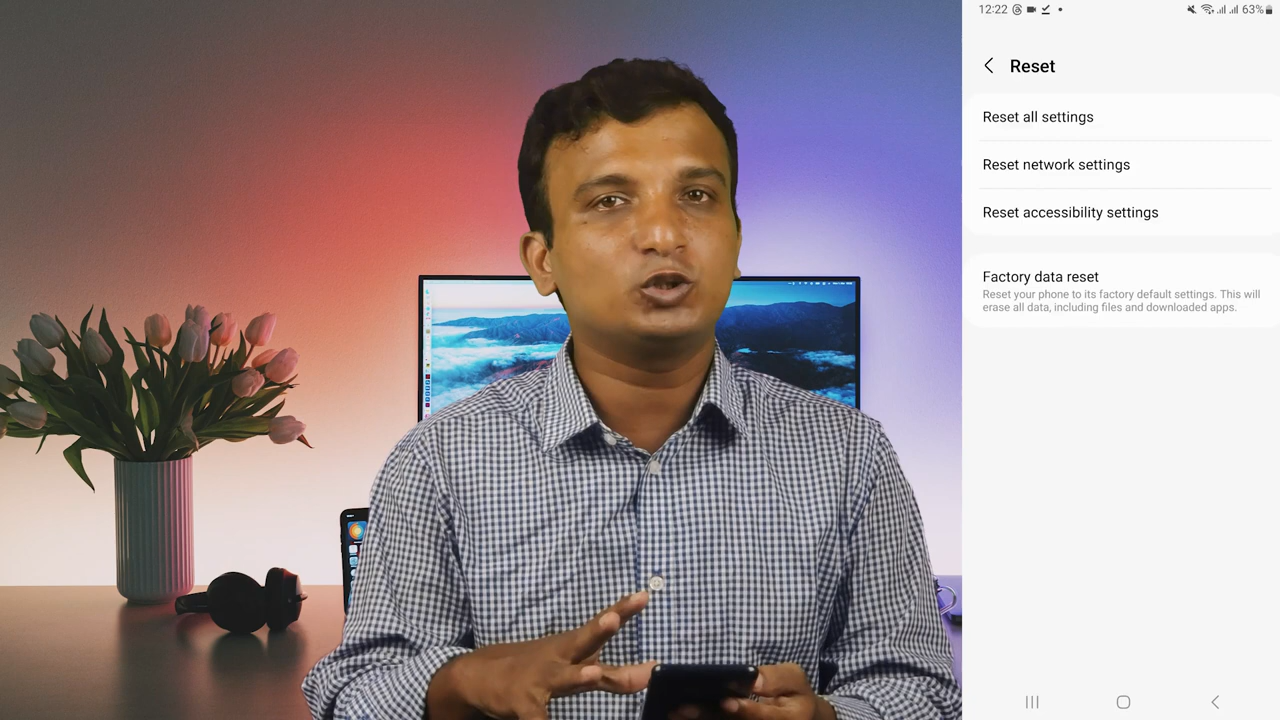 12:22
63%
Reset
Reset all settings
Reset network settings
Reset accessibility settings
Factory data reset
Reset your phone to its factory default settings. This will
erase all data, including files and downloaded apps.